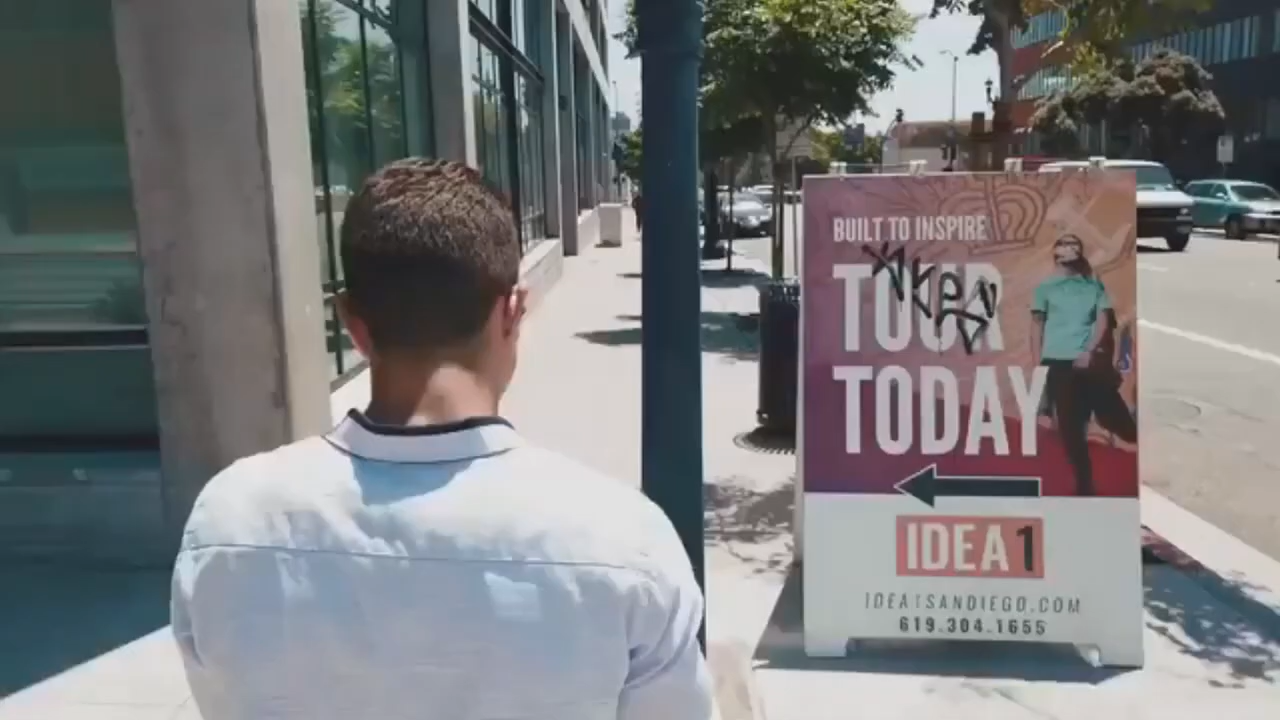 BUILT TO INSPIRE
TOUR
TODAY
IDEA1
IDEA1SANDIEGO.COM
619.304.1655